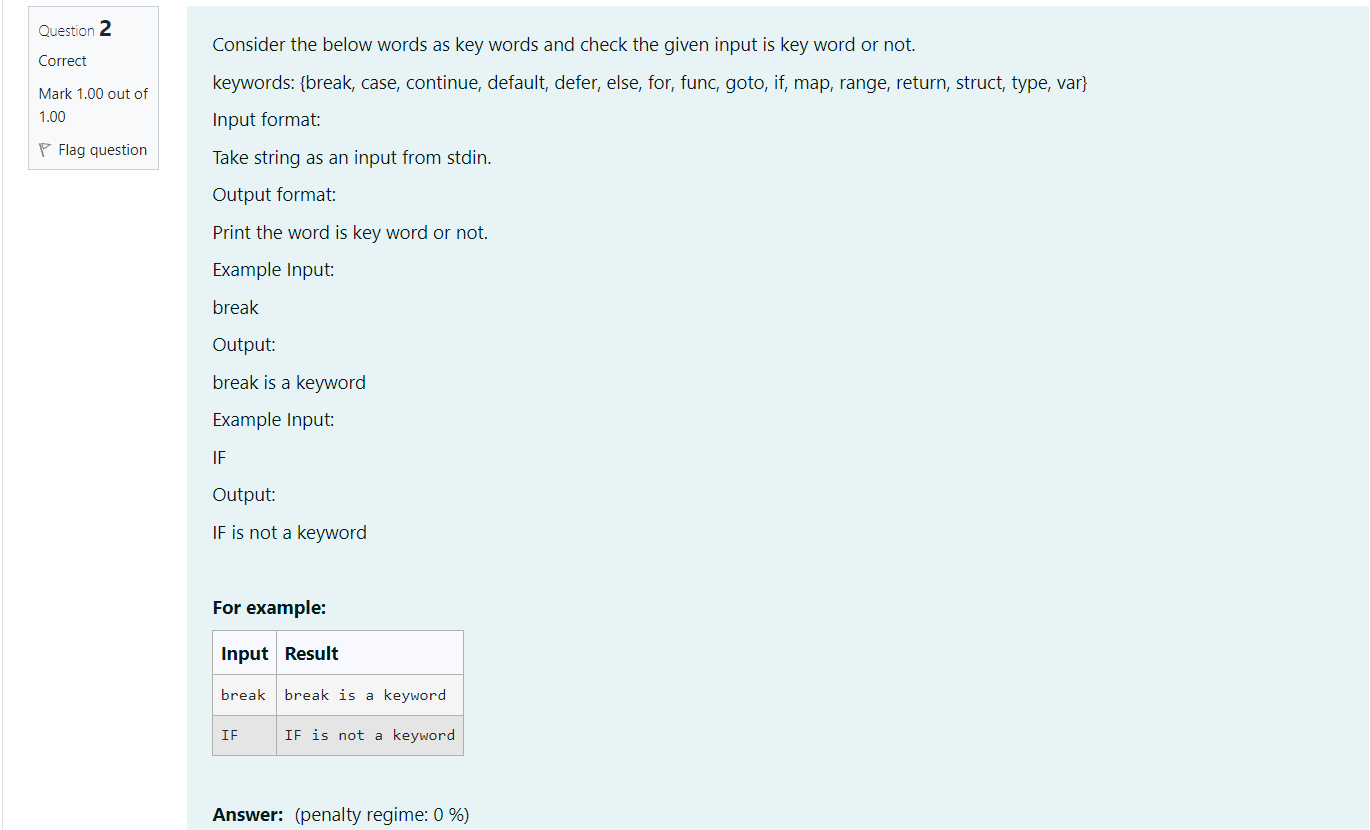 Question 2
Correct
Mark 1.00 out of
1.00
Flag question
Consider the below words as key words and check the given input is key word or not.
keywords: {break, case, continue, default, defer, else, for, func, goto, if, map, range, return, struct, type, var}
Input format:
Take string as an input from stdin.
Output format:
Print the word is key word or not.
Example Input:
break
Output:
break is a keyword
Example Input:
IF
Output:
IF is not a keyword
For example:
Input Result
break break is a keyword
IF IF is not a keyword
Answer: (penalty regime: 0 %)